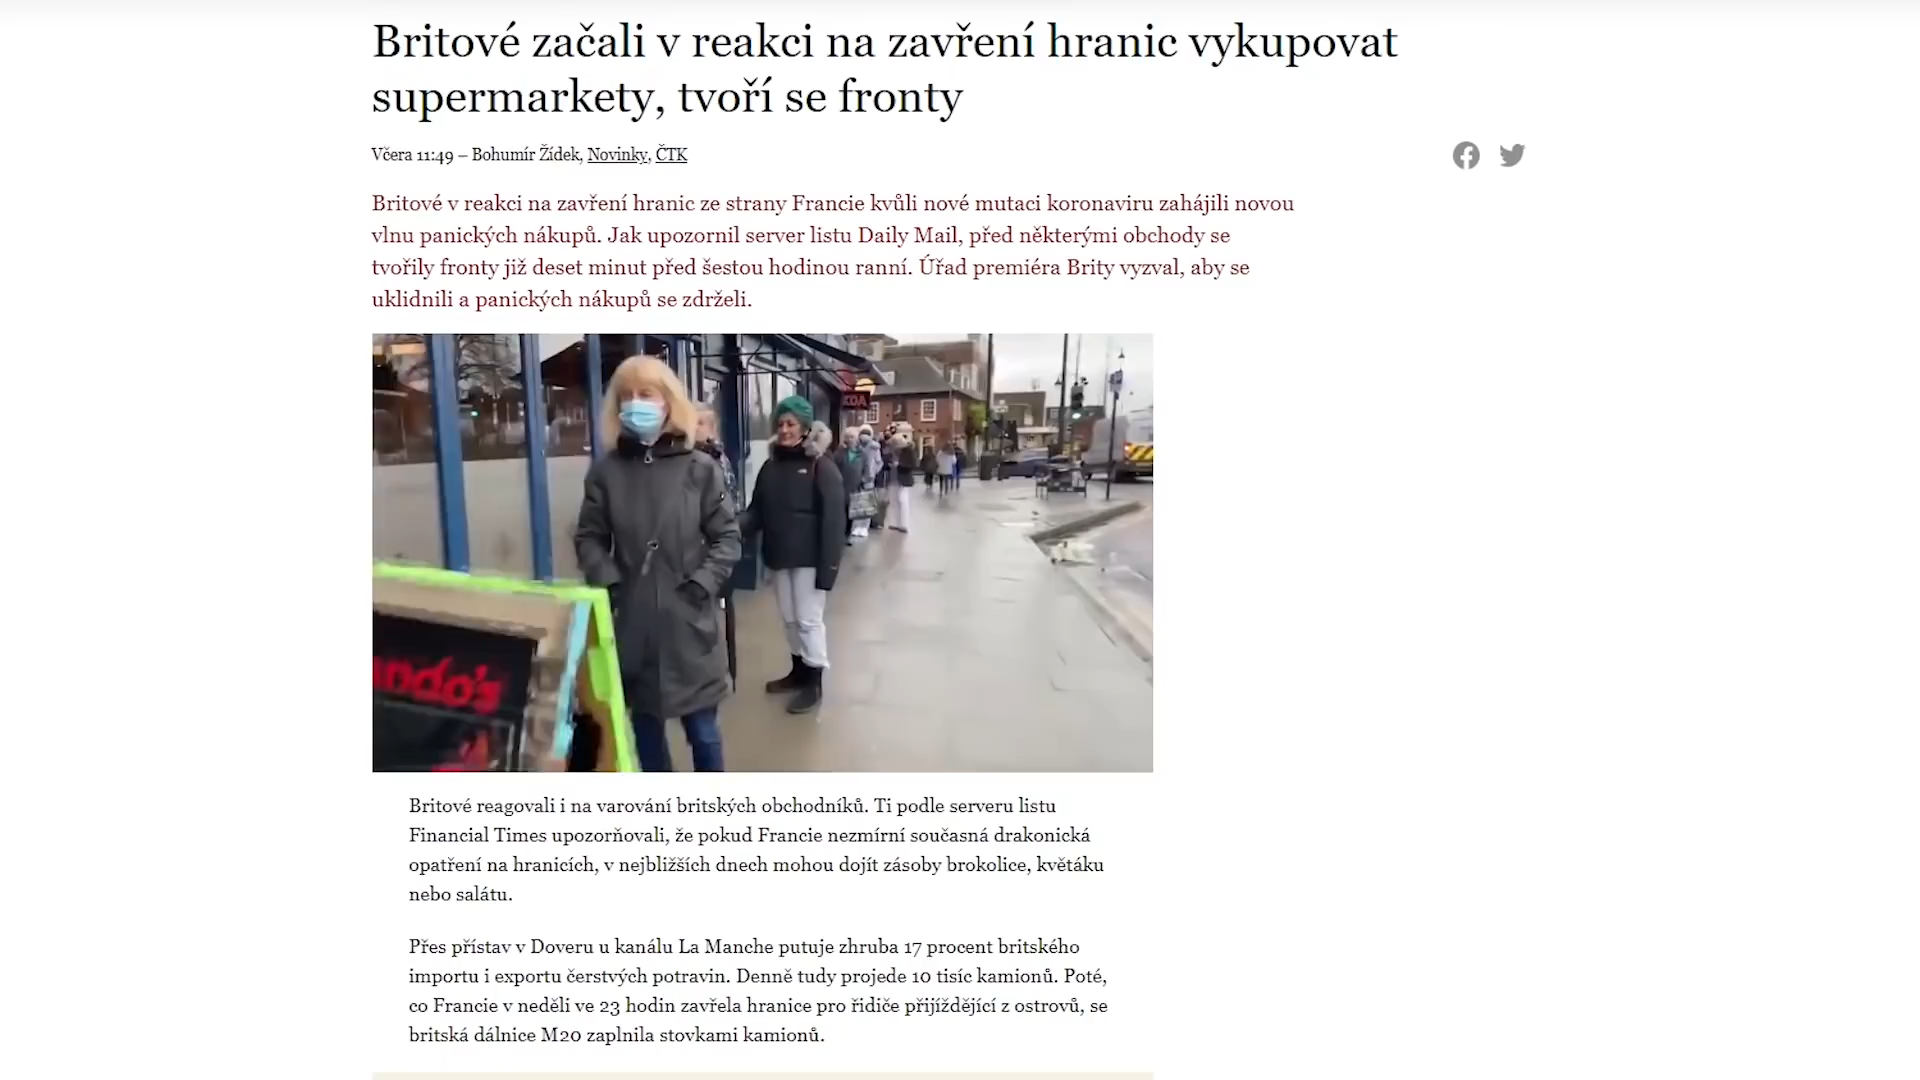 Britové začali v reakci na zavření hranic vykupovat
supermarkety, tvoří se fronty
Včera 11:49 – Bohumír Žídek, Novinky, ČTK
Britové v reakci na zavření hranic ze strany Francie kvůli nové mutaci koronaviru zahájili novou
vlnu panických nákupů. Jak upozornil server listu Daily Mail, před některými obchody se
tvořily fronty již deset minut před šestou hodinou ranní. Úřad premiéra Brity vyzval, aby se
uklidnili a panických nákupů se zdrželi.
ando's
Britové reagovali i na varování britských obchodníků. Ti podle serveru listu
Financial Times upozorňovali, že pokud Francie nezmírní současná drakonická
opatření na hranicích, v nejbližších dnech mohou dojít zásoby brokolice, květáku
nebo salátu.
Přes přístav v Doveru u kanálu La Manche putuje zhruba 17 procent britského
importu i exportu čerstvých potravin. Denně tudy projede 10 tisíc kamionů. Poté,
co Francie v neděli ve 23 hodin zavřela hranice pro řidiče přijíždějící z ostrovů, se
britská dálnice M20 zaplnila stovkami kamionů.